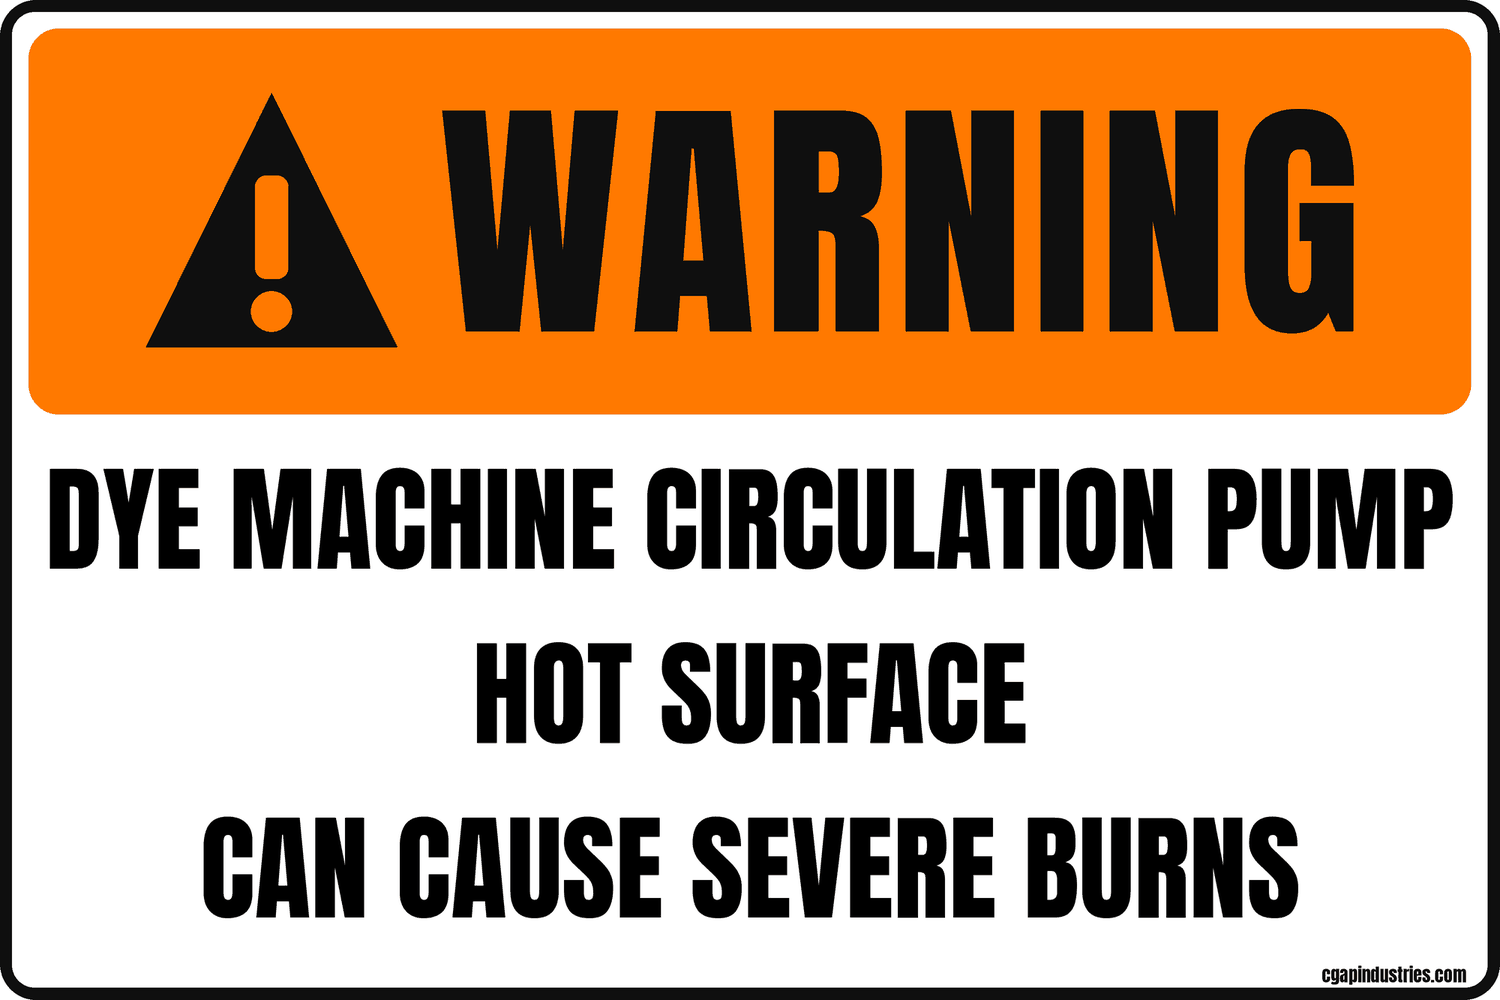 WARNING
DYE MACHINE CIRCULATION PUMP
HOT SURFACE
CAN CAUSE SEVERE BURNS
cgapindustries.com